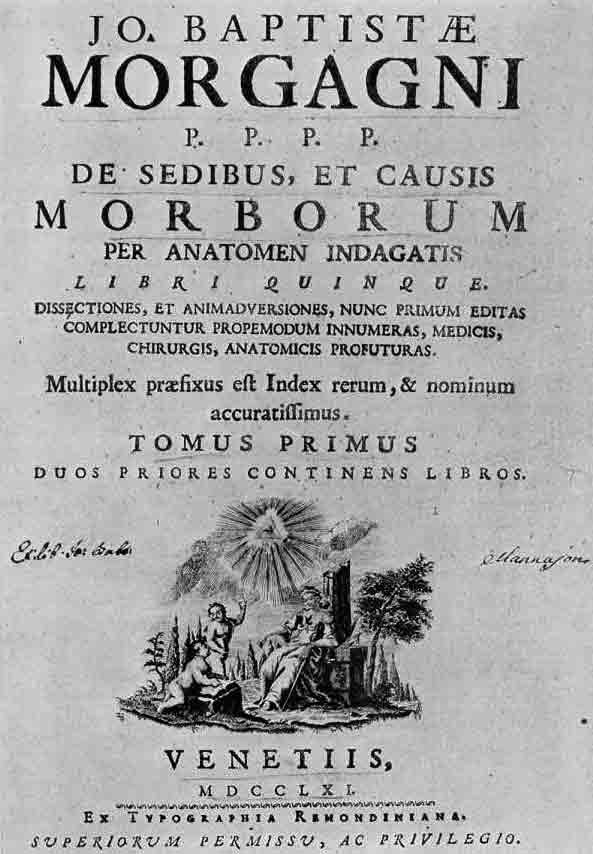 JO. BAPTISTÆ
MORGAGNI
P. P. P. P.
DE SEDIBUS, ET CAUSIS
MORBORUM
PER ANATOMEN INDAGATIS
LIBRI QUINQUE.
DISSECTIONES, ET ANIMADVERSIONES, NUNC PRIMUM EDITAS
COMPLECTUNTUR PROPEMODUM INNUMERAS, MEDICIS,
CHIRURGIS, ANATOMICIS PROFUTURAS.
Multiplex præfixus eſt Index rerum, & nominum
accuratiſſimus.
TOMUS PRIMUS
DUOS PRIORES CONTINENS LIBROS.
VENETIIS,
MDCCLXI.
EX TYPOGRAPHIA REMONDINIANA.
SUPERIORUM PERMISSU, AC PRIVILEGIO.